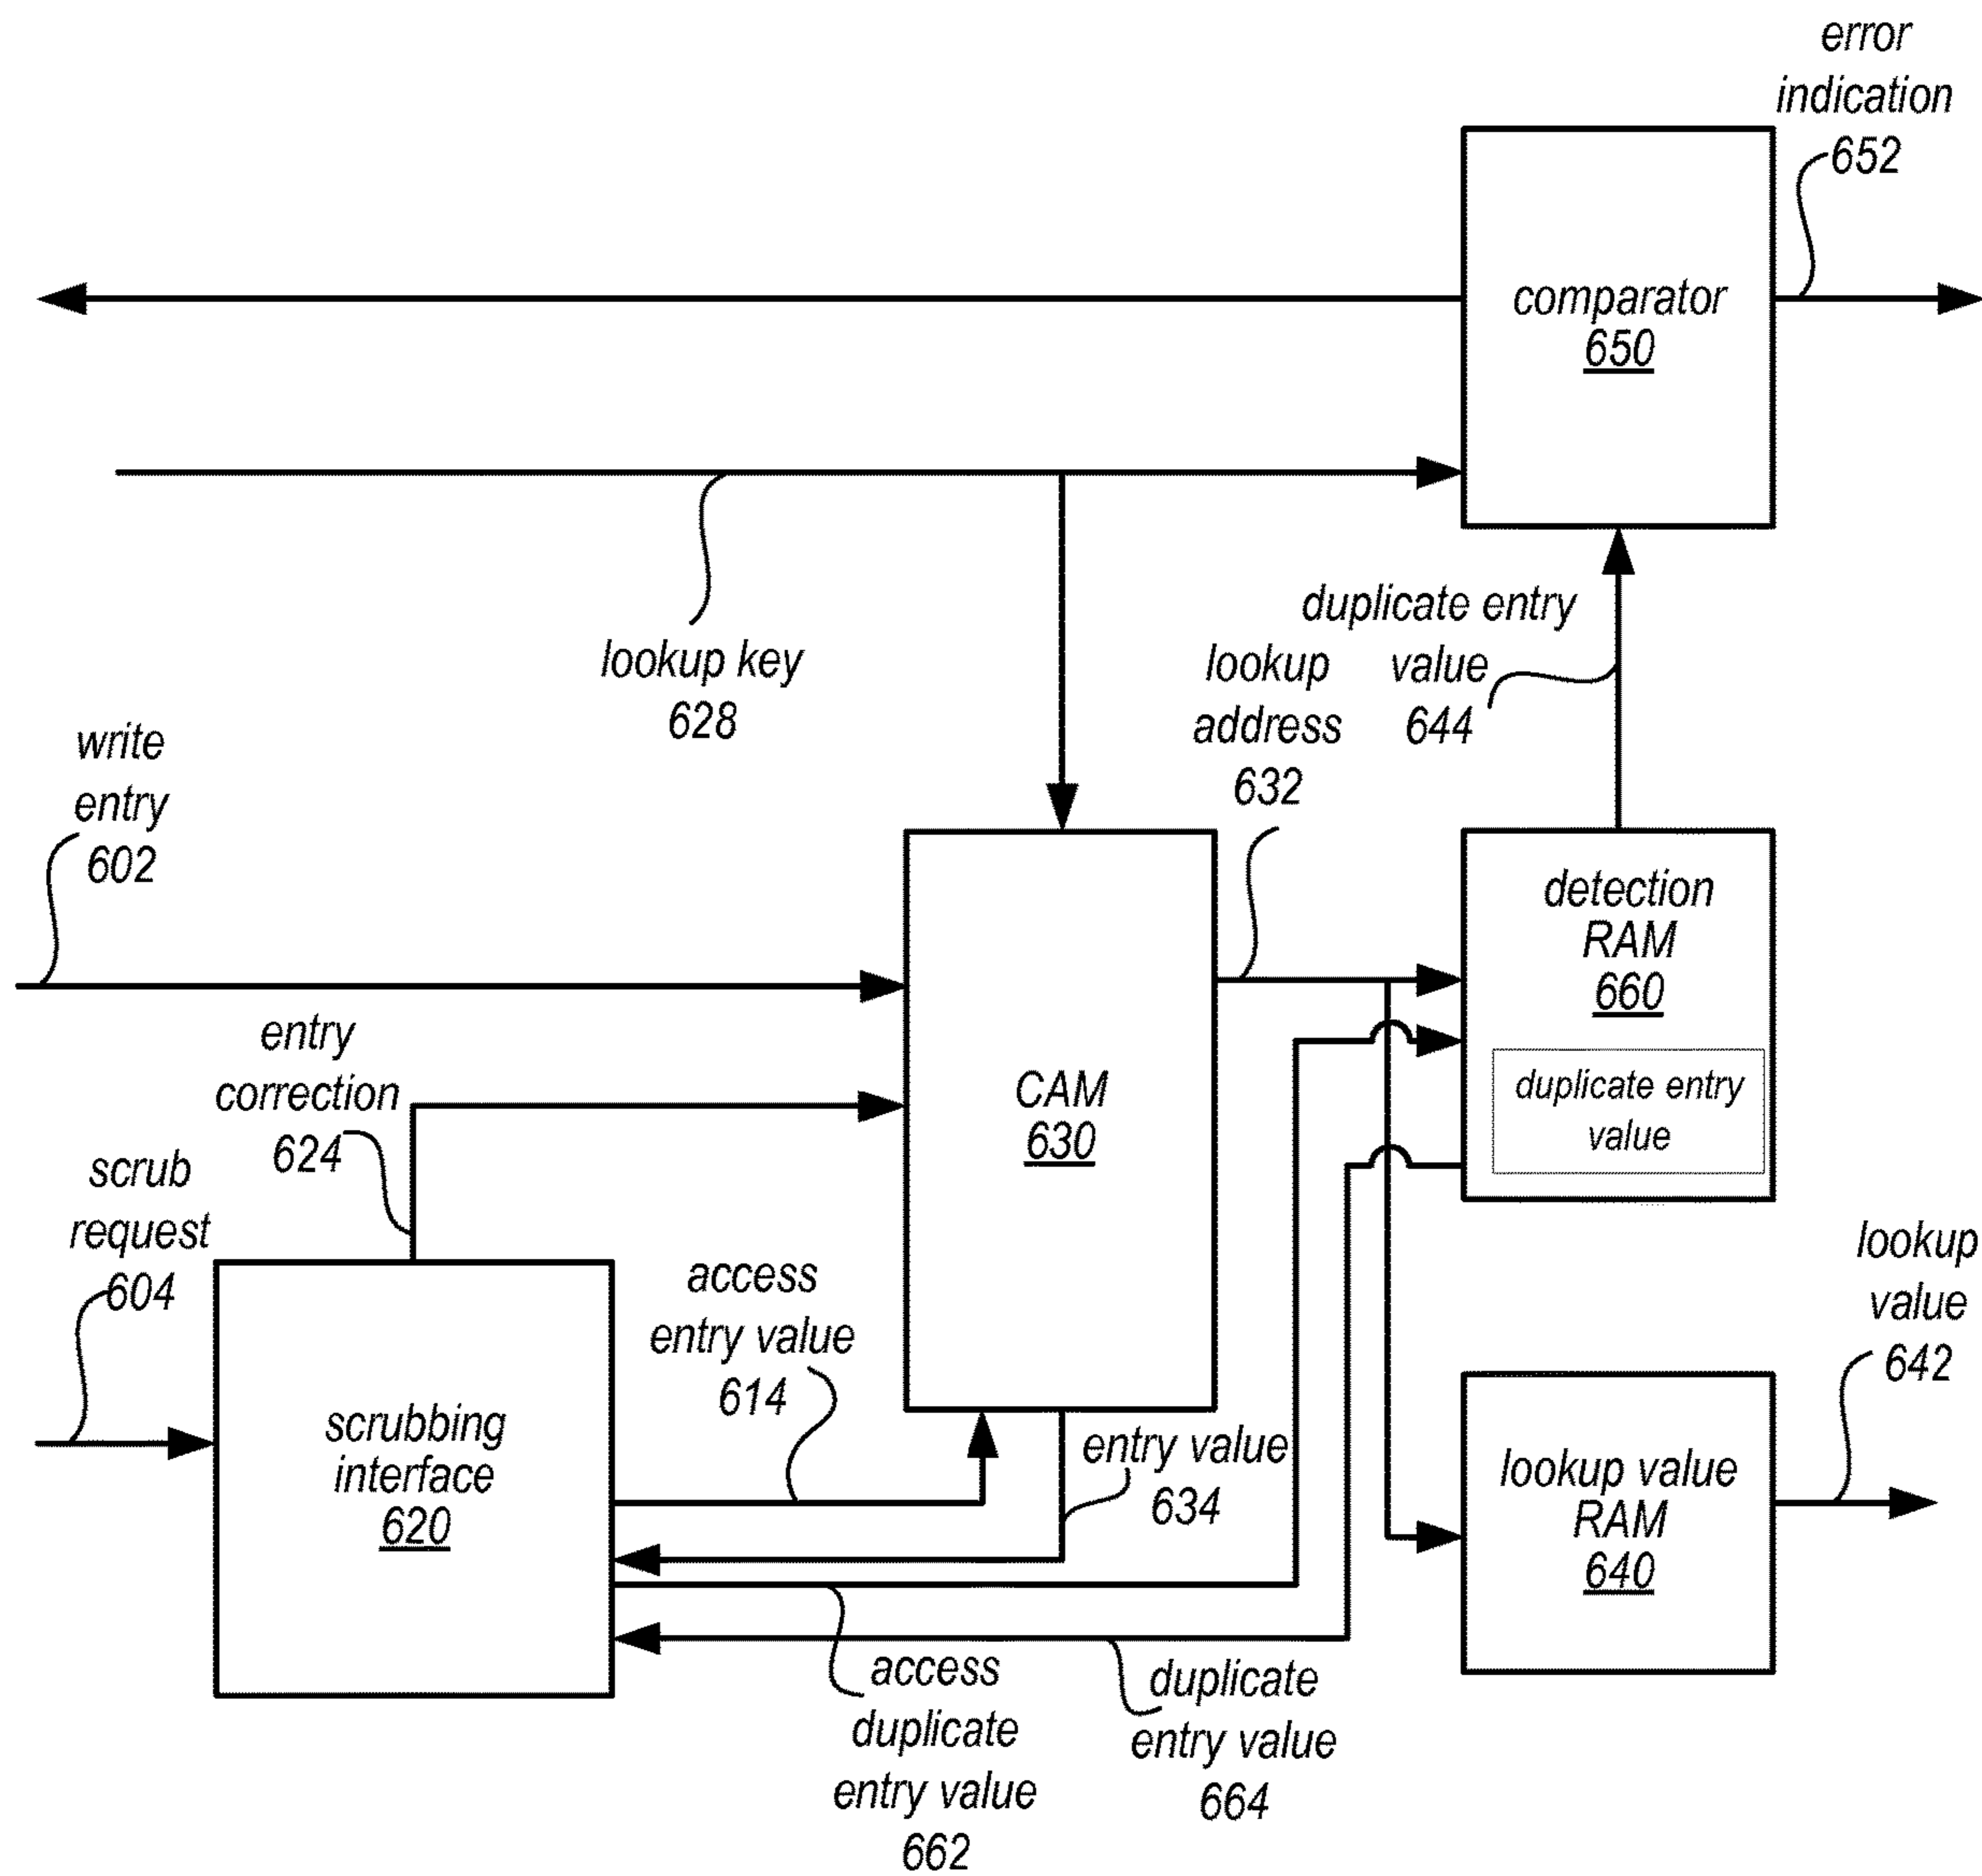 error
indication
652
comparator
650
lookup key
628
duplicate entry
value
644
lookup
address
632
write
entry
602
detection
RAM
660
duplicate entry
value
entry
correction
624
CAM
630
scrub
request
604
access
entry value
614
lookup
value
642
scrubbing
interface
620
entry value
634
lookup value
RAM
640
access
duplicate
entry value
662
duplicate
entry value
664